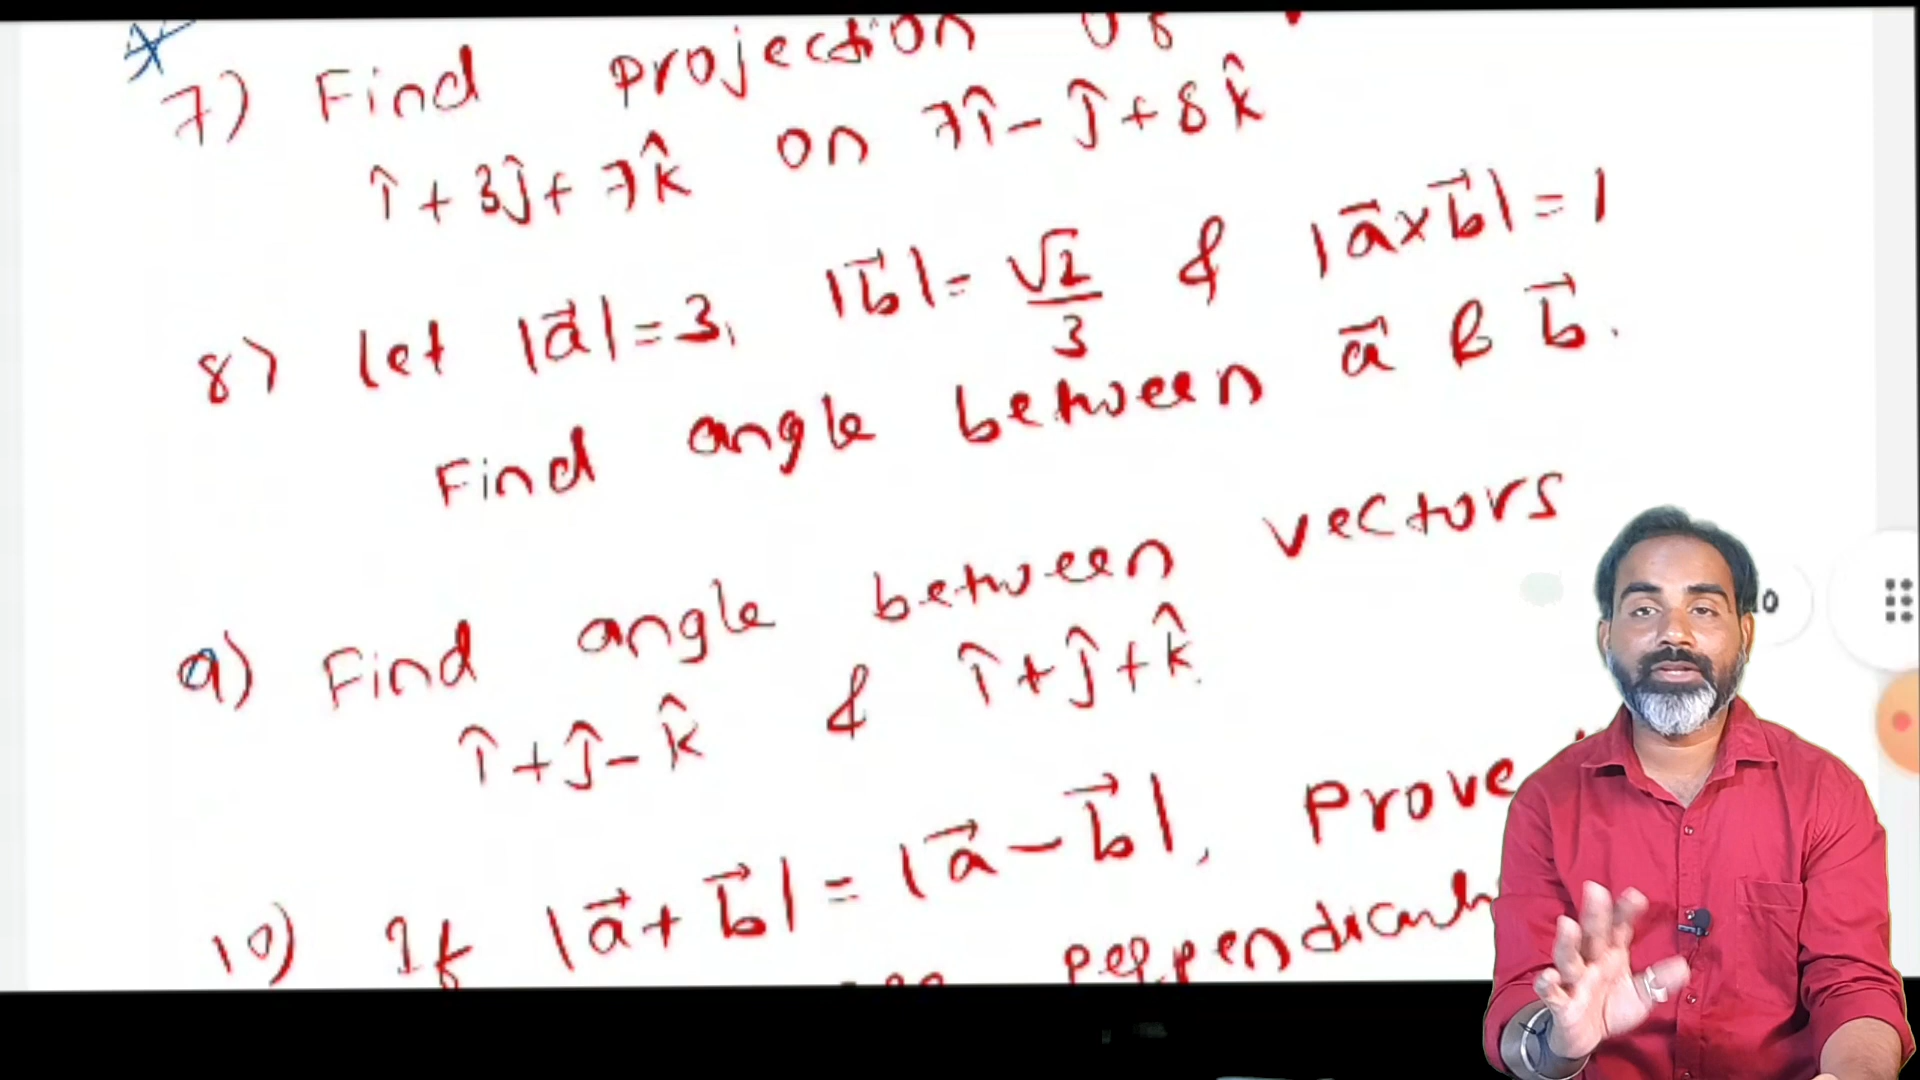 7) Find projection of
î + 3ĵ + 7k̂ on 7î - ĵ + 8k̂
8) let |a⃗| = 3, |b⃗| = √2/3 & |a⃗×b⃗| = 1
Find angle between a⃗ & b⃗.
9) Find angle between vectors
î + ĵ - k̂ & î + ĵ + k̂.
10) If |a⃗ + b⃗| = |a⃗ - b⃗|, Prove
perpendicular